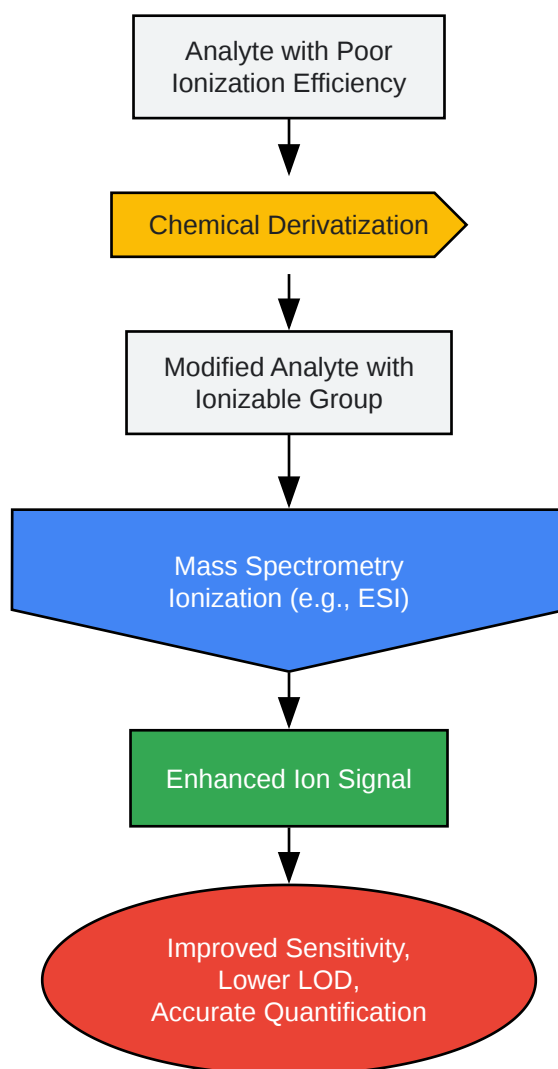 Analyte with Poor
Ionization Efficiency
Chemical Derivatization
Modified Analyte with
Ionizable Group
Mass Spectrometry
Ionization (e.g., ESI)
Enhanced Ion Signal
Improved Sensitivity,
Lower LOD,
Accurate Quantification